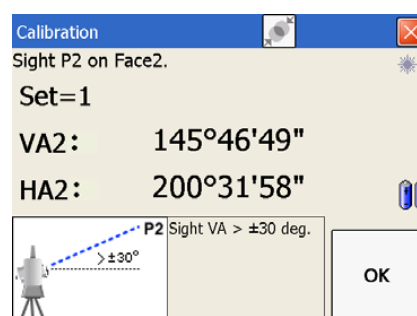 Calibration
Sight P2 on Face2.
Set=1
VA2: 145°46'49"
HA2: 200°31'58"
P2 Sight VA > ±30 deg.
>±30°
OK